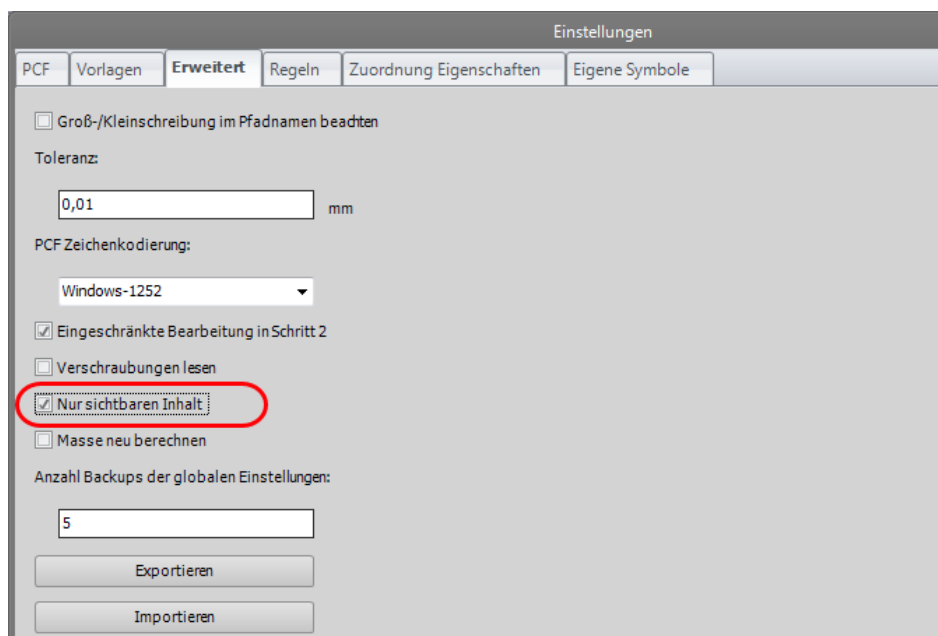 Einstellungen
PCF Vorlagen Erweitert Regeln Zuordnung Eigenschaften Eigene Symbole
Groß-/Kleinschreibung im Pfadnamen beachten
Toleranz:
0,01 mm
PCF Zeichenkodierung:
Windows-1252
Eingeschränkte Bearbeitung in Schritt 2
Verschraubungen lesen
Nur sichtbaren Inhalt
Masse neu berechnen
Anzahl Backups der globalen Einstellungen:
5
Exportieren
Importieren